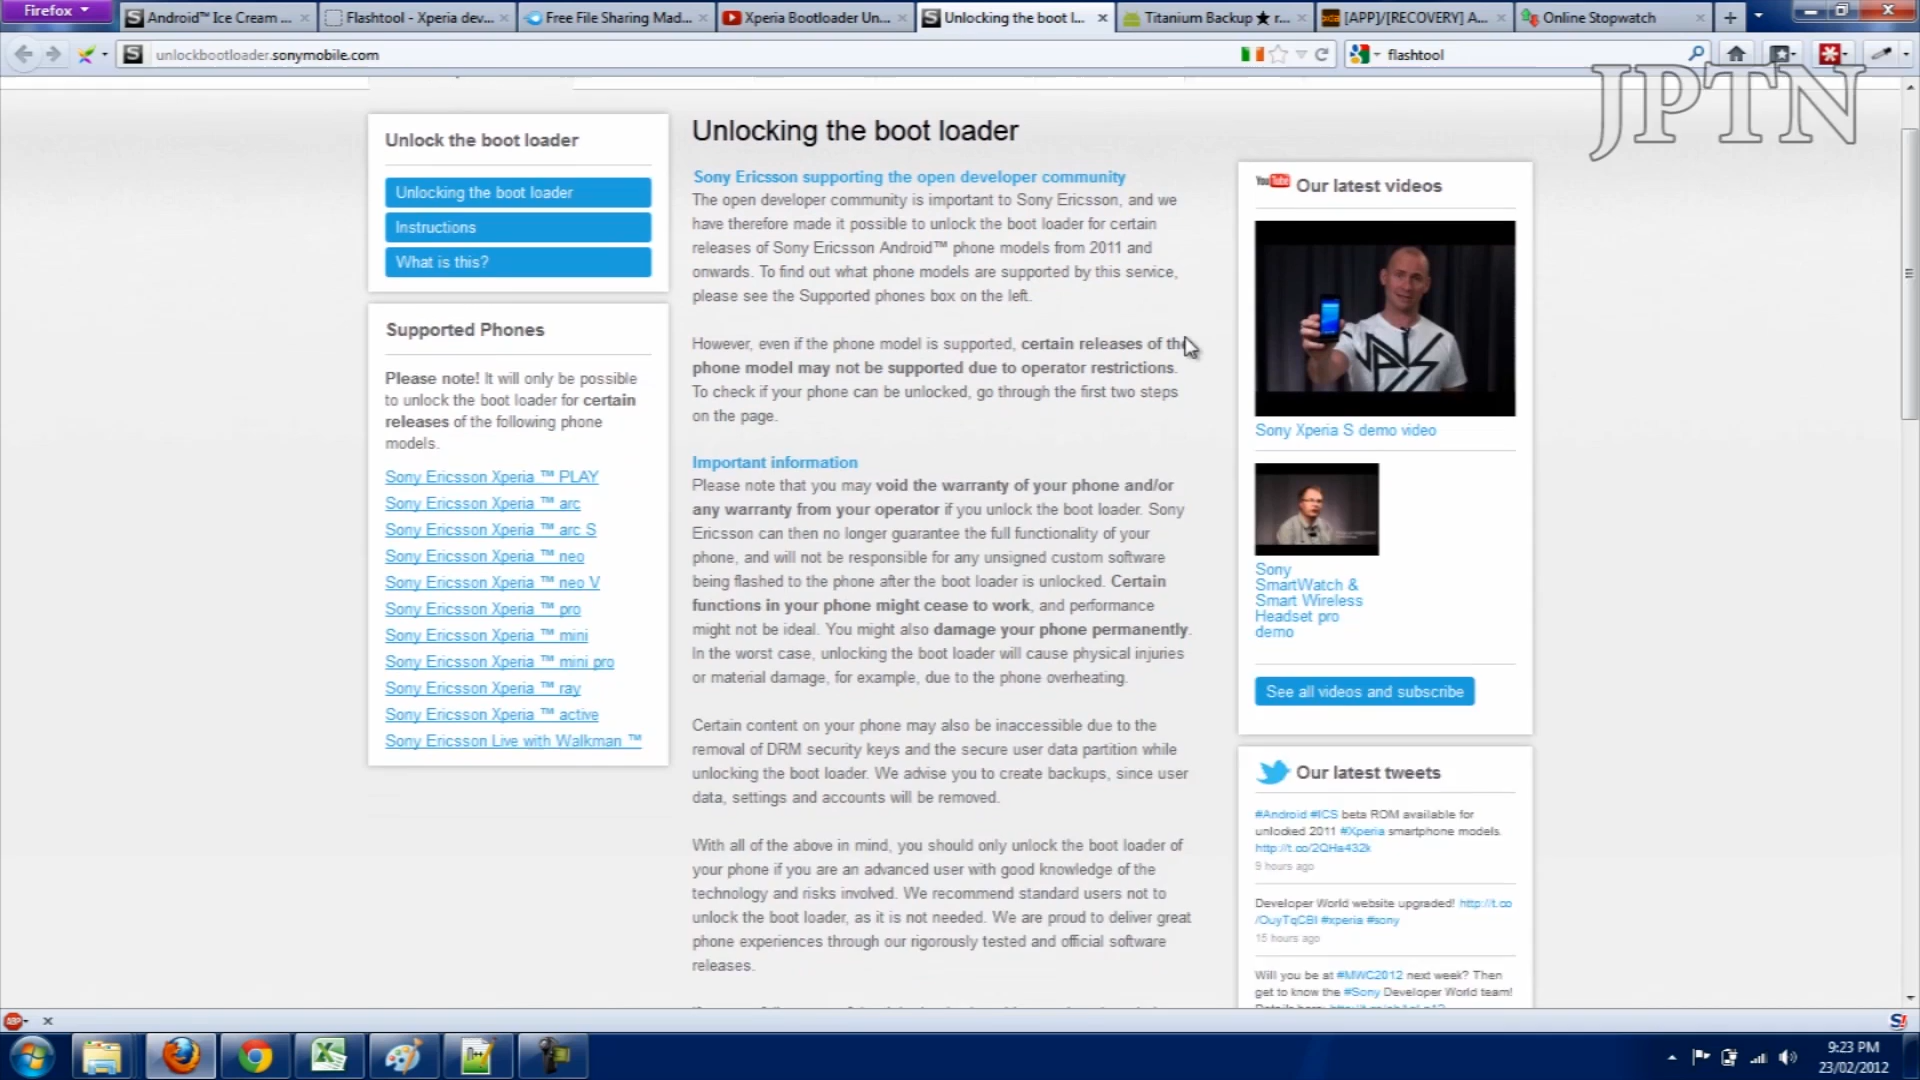 Firefox
Android™ Ice Cream ...
Flashtool - Xperia dev...
Free File Sharing Mad...
Xperia Bootloader Un...
Unlocking the boot l...
Titanium Backup ★ r...
[APP]/[RECOVERY] A...
Online Stopwatch
unlockbootloader.sonymobile.com
flashtool
JPTN
Unlock the boot loader
Unlocking the boot loader
Instructions
What is this?
Supported Phones
Please note! It will only be possible
to unlock the boot loader for certain
releases of the following phone
models.
Sony Ericsson Xperia ™ PLAY
Sony Ericsson Xperia ™ arc
Sony Ericsson Xperia ™ arc S
Sony Ericsson Xperia ™ neo
Sony Ericsson Xperia ™ neo V
Sony Ericsson Xperia ™ pro
Sony Ericsson Xperia ™ mini
Sony Ericsson Xperia ™ mini pro
Sony Ericsson Xperia ™ ray
Sony Ericsson Xperia ™ active
Sony Ericsson Live with Walkman ™
Unlocking the boot loader
Sony Ericsson supporting the open developer community
The open developer community is important to Sony Ericsson, and we
have therefore made it possible to unlock the boot loader for certain
releases of Sony Ericsson Android™ phone models from 2011 and
onwards. To find out what phone models are supported by this service,
please see the Supported phones box on the left.
However, even if the phone model is supported, certain releases of the
phone model may not be supported due to operator restrictions.
To check if your phone can be unlocked, go through the first two steps
on the page.
Important information
Please note that you may void the warranty of your phone and/or
any warranty from your operator if you unlock the boot loader. Sony
Ericsson can then no longer guarantee the full functionality of your
phone, and will not be responsible for any unsigned custom software
being flashed to the phone after the boot loader is unlocked. Certain
functions in your phone might cease to work, and performance
might not be ideal. You might also damage your phone permanently.
In the worst case, unlocking the boot loader will cause physical injuries
or material damage, for example, due to the phone overheating.
Certain content on your phone may also be inaccessible due to the
removal of DRM security keys and the secure user data partition while
unlocking the boot loader. We advise you to create backups, since user
data, settings and accounts will be removed.
With all of the above in mind, you should only unlock the boot loader of
your phone if you are an advanced user with good knowledge of the
technology and risks involved. We recommend standard users not to
unlock the boot loader, as it is not needed. We are proud to deliver great
phone experiences through our rigorously tested and official software
releases.
YouTube Our latest videos
Sony Xperia S demo video
Sony
SmartWatch &
Smart Wireless
Headset pro
demo
See all videos and subscribe
Our latest tweets
#Android #ICS beta ROM available for
unlocked 2011 #Xperia smartphone models.
http://t.co/2QHa432k
9 hours ago
Developer World website upgraded! http://t.co
/OuyTqCBI #xperia #sony
15 hours ago
Will you be at #MWC2012 next week? Then
get to know the #Sony Developer World team!
ABP
9:23 PM
23/02/2012